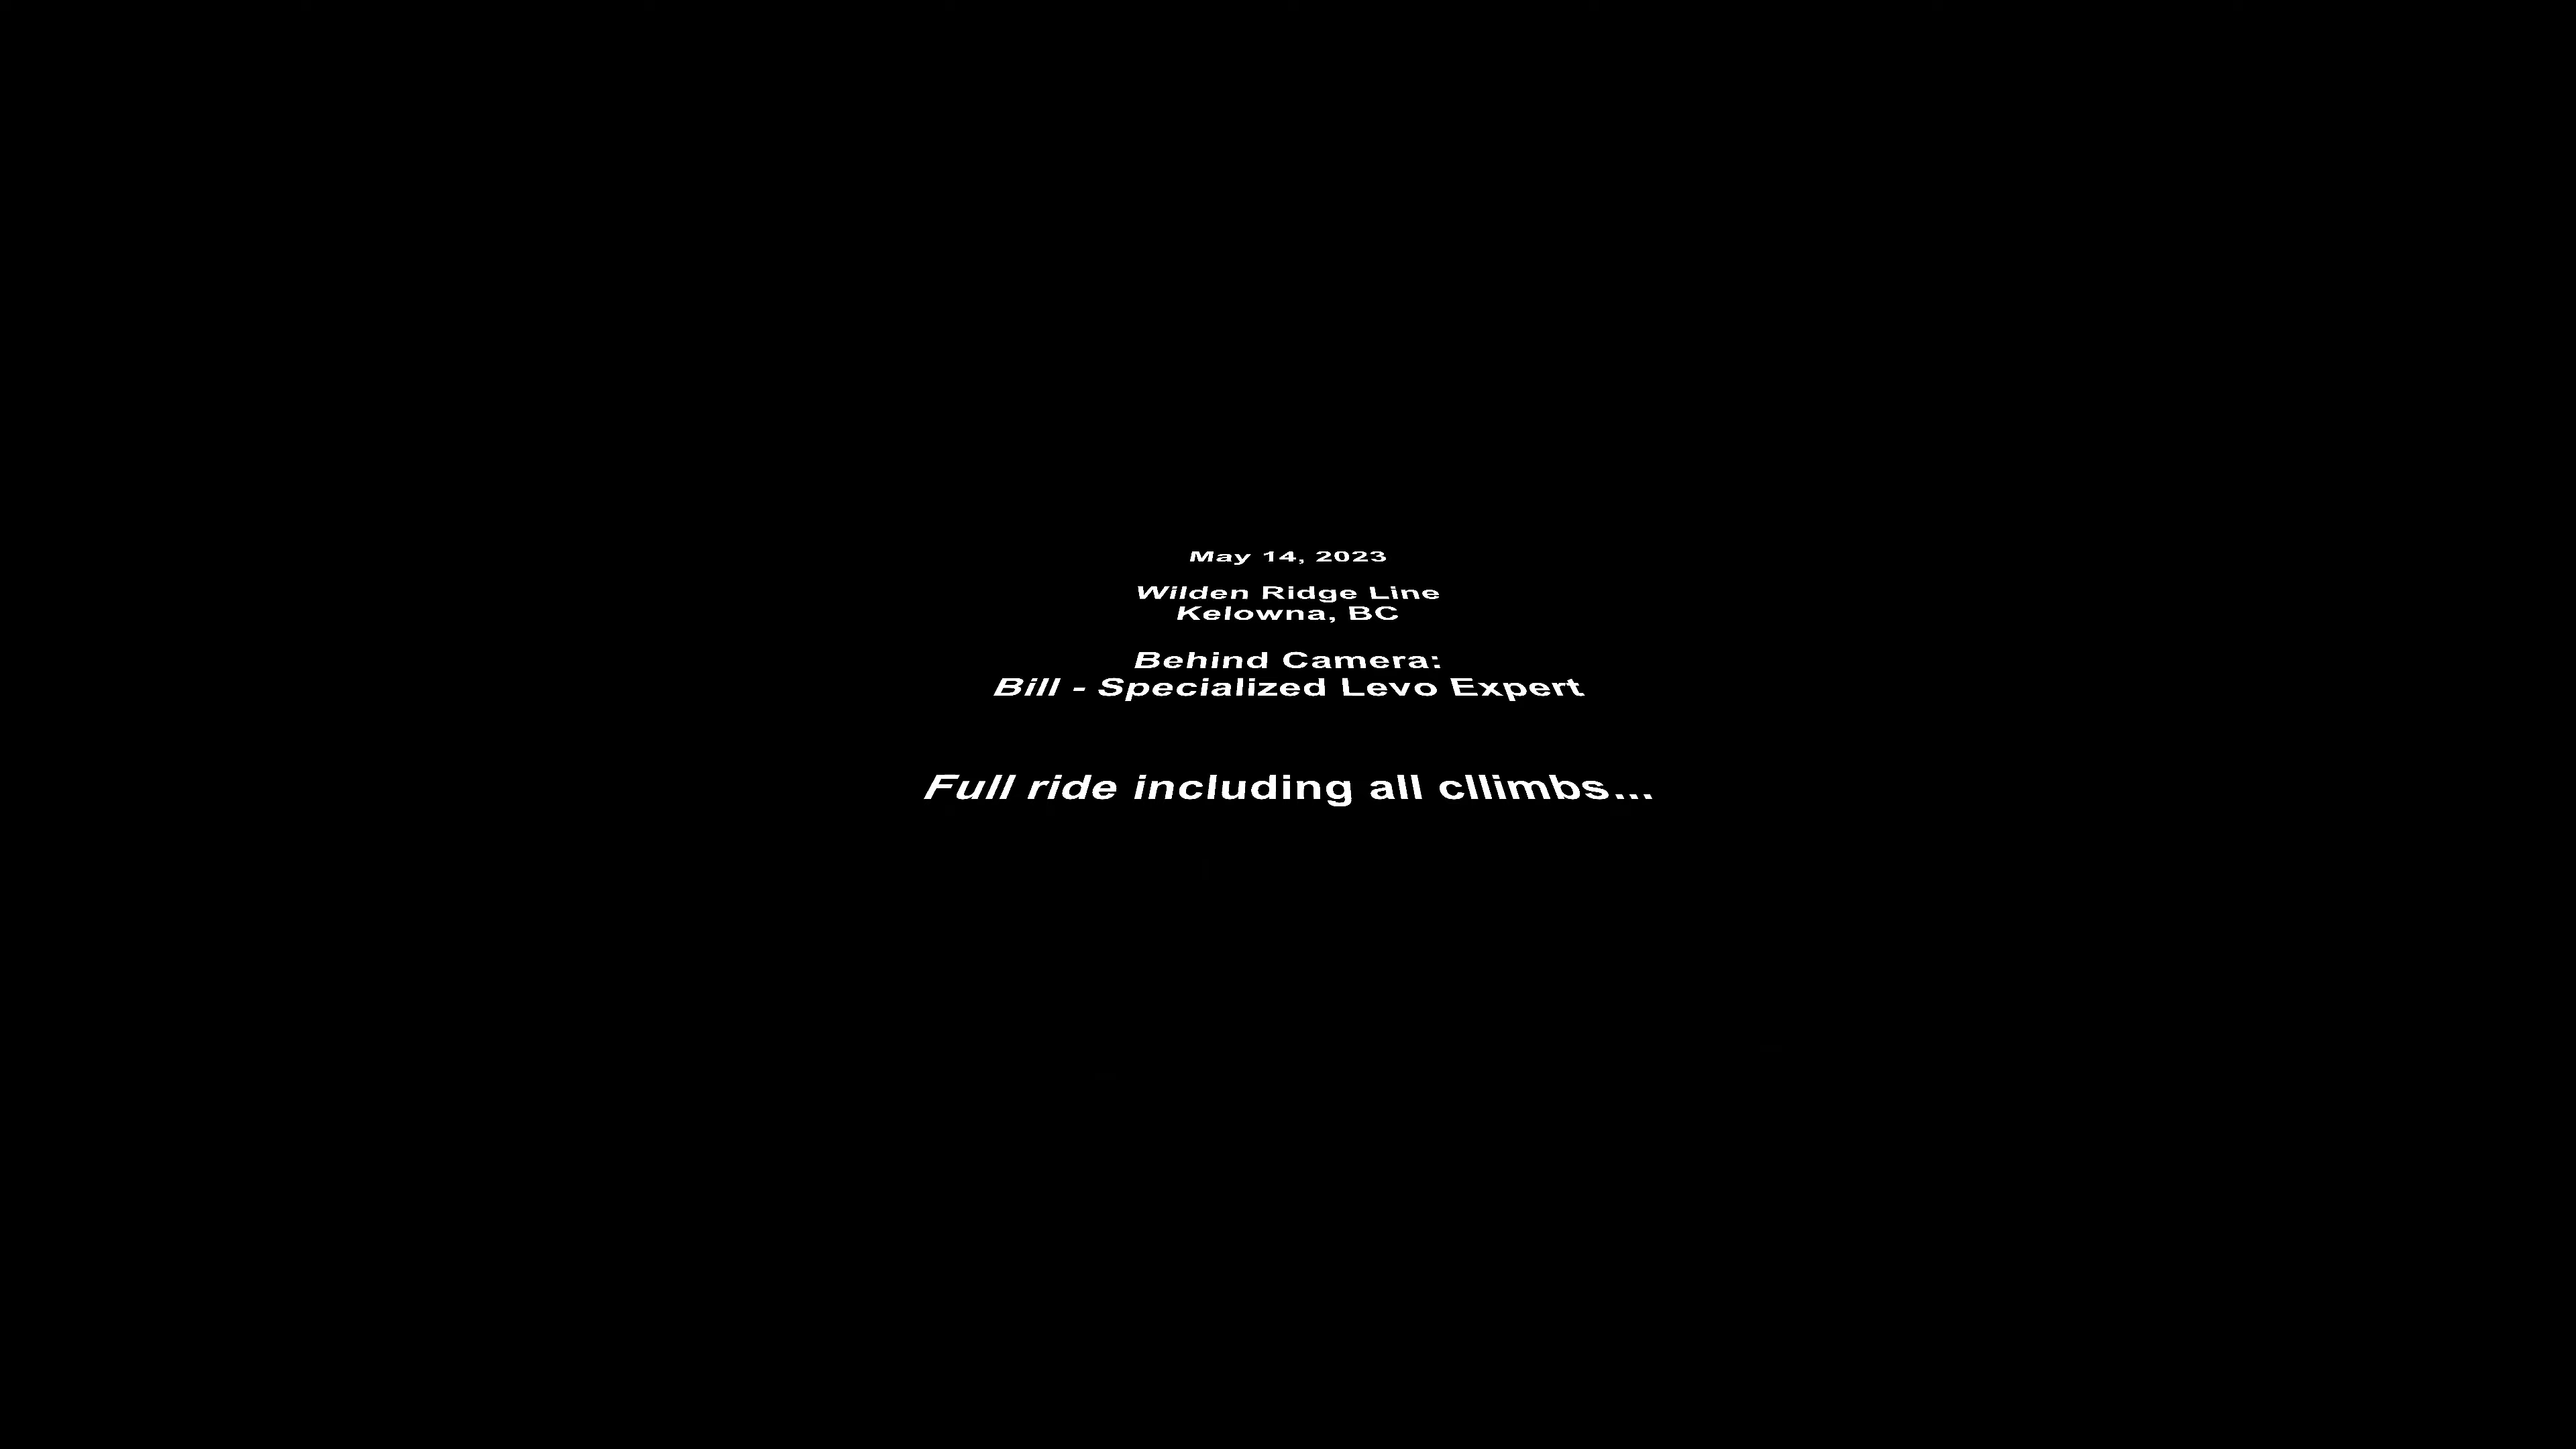 May 14, 2023
Wilden Ridge Line
Kelowna, BC
Behind Camera:
Bill - Specialized Levo Expert
Full ride including all cllimbs...